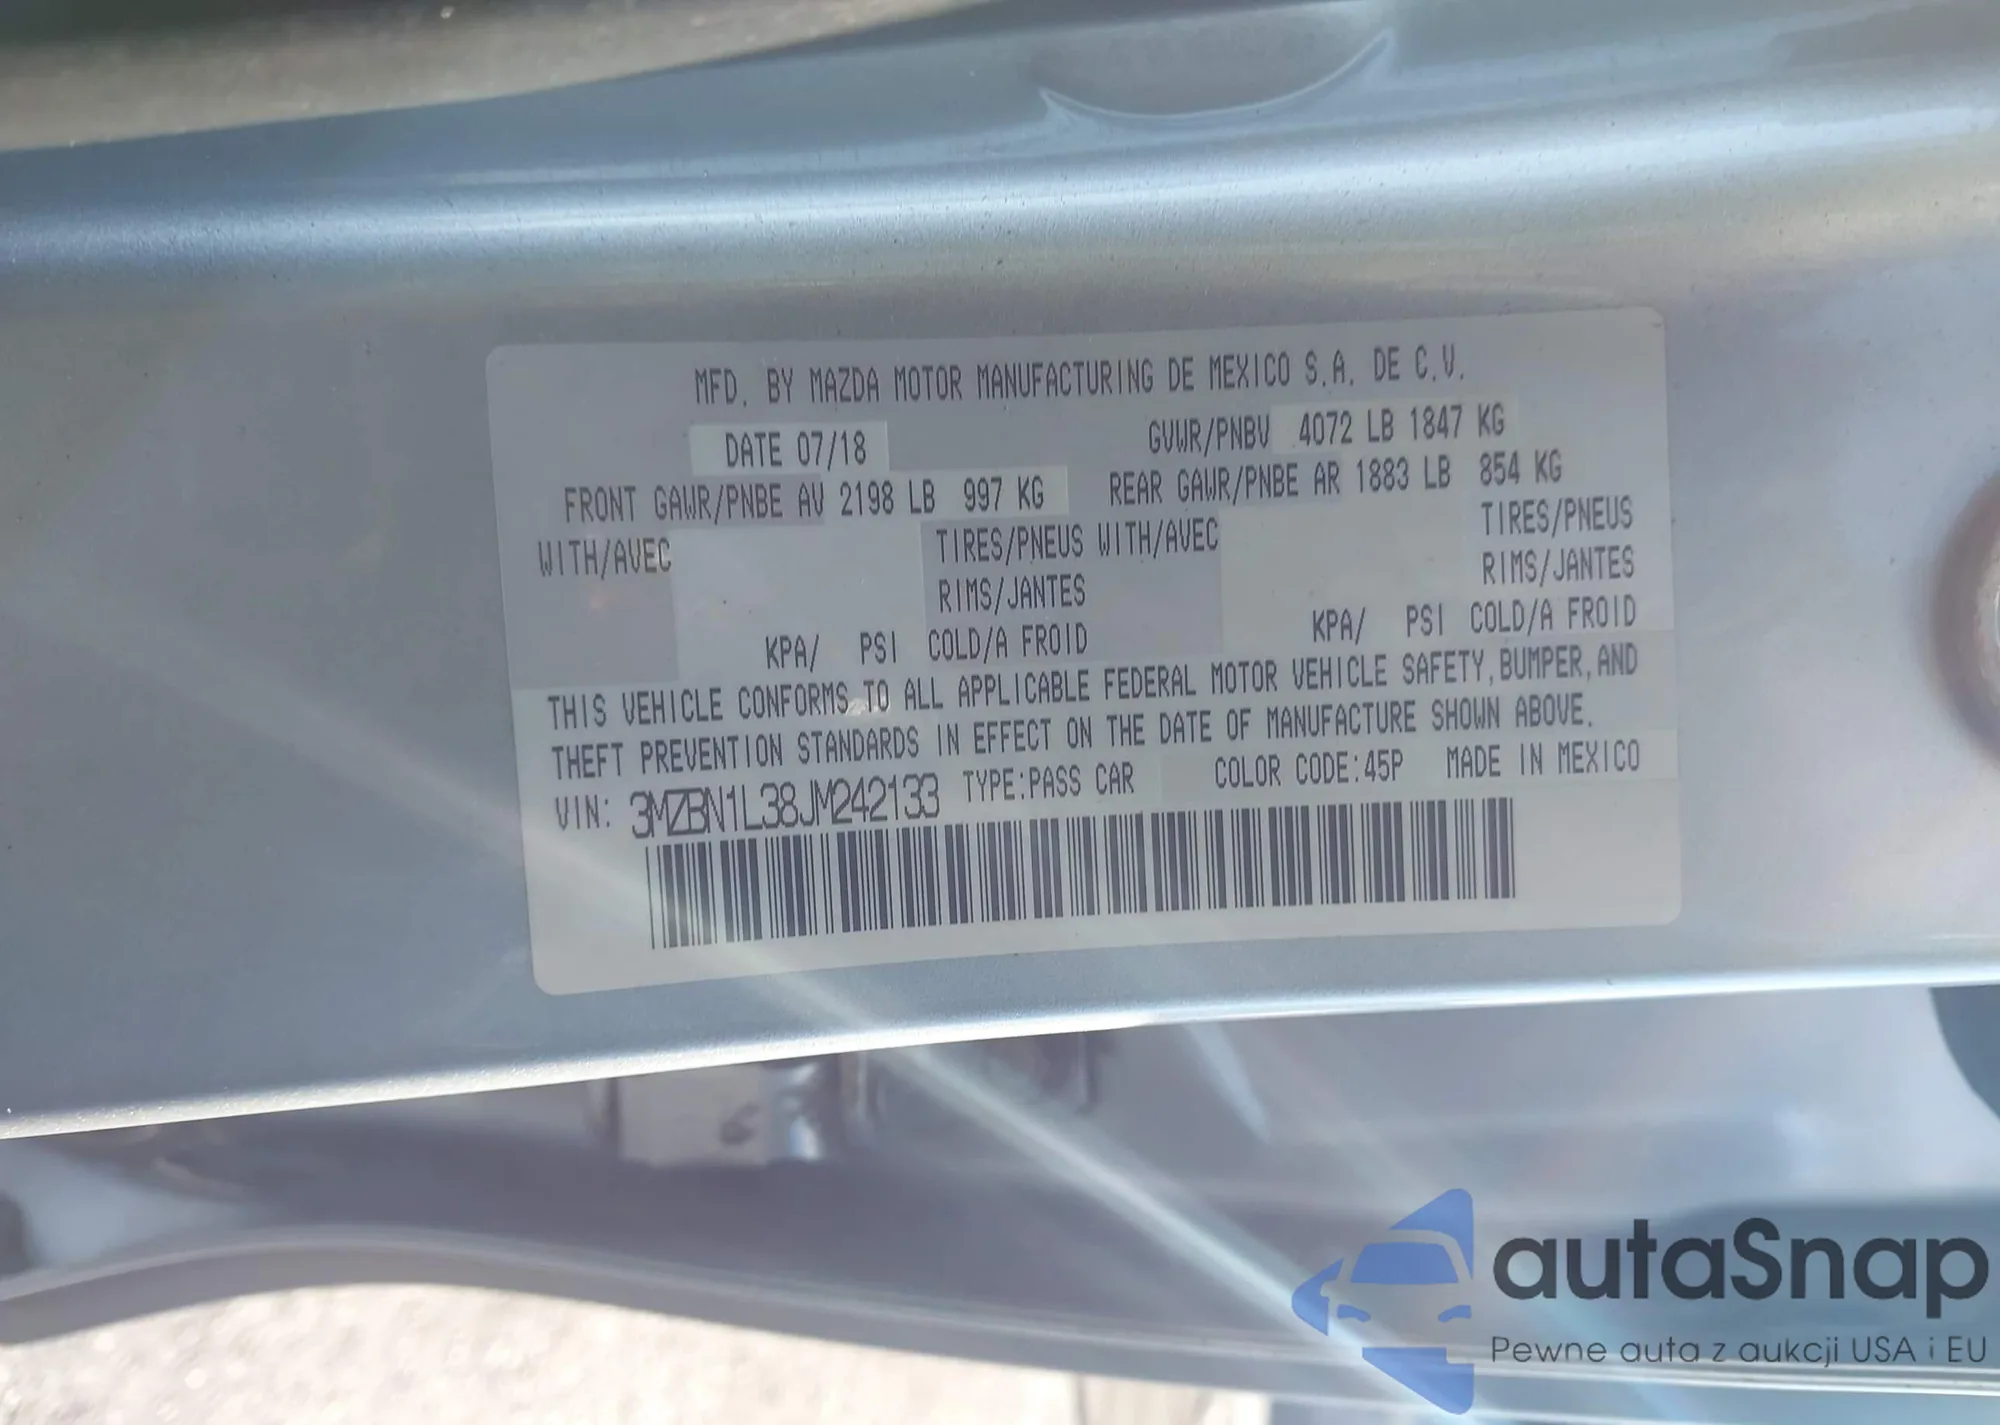 MFD. BY MAZDA MOTOR MANUFACTURING DE MEXICO S.A. DE C.V.
DATE 07/18 GVWR/PNBV 4072 LB 1847 KG
FRONT GAWR/PNBE AV 2198 LB 997 KG REAR GAWR/PNBE AR 1883 LB 854 KG
WITH/AVEC TIRES/PNEUS WITH/AVEC TIRES/PNEUS
RIMS/JANTES RIMS/JANTES
KPA/ PSI COLD/A FROID KPA/ PSI COLD/A FROID
THIS VEHICLE CONFORMS TO ALL APPLICABLE FEDERAL MOTOR VEHICLE SAFETY, BUMPER, AND
THEFT PREVENTION STANDARDS IN EFFECT ON THE DATE OF MANUFACTURE SHOWN ABOVE.
VIN: 3MZBN1L38JM242133 TYPE:PASS CAR COLOR CODE:45P MADE IN MEXICO
autaSnap
Pewne auta z aukcji USA i EU